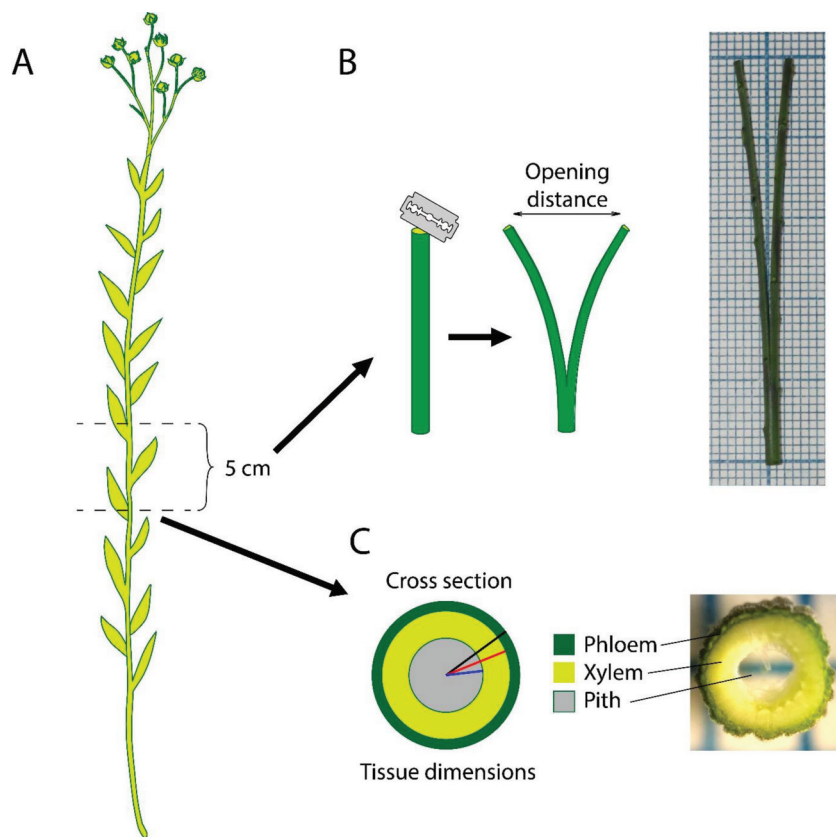 A
B
Opening
distance
5 cm
C
Cross section
Phloem
Xylem
Pith
Tissue dimensions